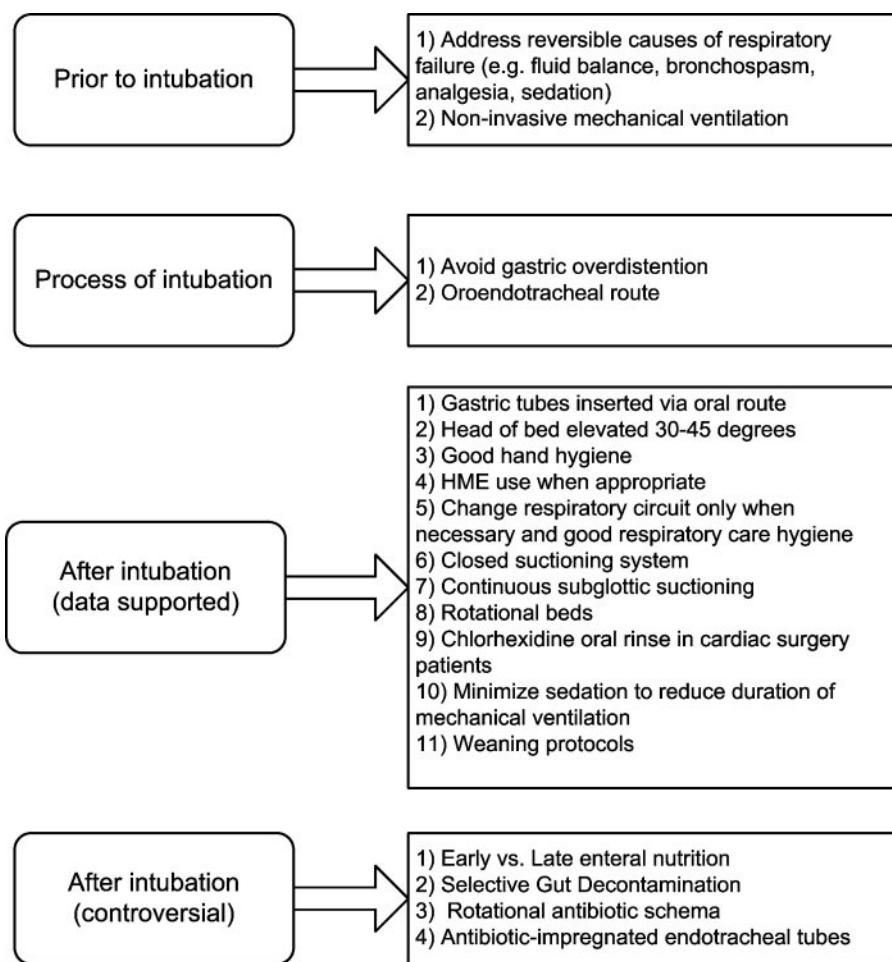 Prior to intubation
1) Address reversible causes of respiratory
failure (e.g. fluid balance, bronchospasm,
analgesia, sedation)
2) Non-invasive mechanical ventilation
Process of intubation
1) Avoid gastric overdistention
2) Oroendotracheal route
After intubation
(data supported)
1) Gastric tubes inserted via oral route
2) Head of bed elevated 30-45 degrees
3) Good hand hygiene
4) HME use when appropriate
5) Change respiratory circuit only when
necessary and good respiratory care hygiene
6) Closed suctioning system
7) Continuous subglottic suctioning
8) Rotational beds
9) Chlorhexidine oral rinse in cardiac surgery
patients
10) Minimize sedation to reduce duration of
mechanical ventilation
11) Weaning protocols
After intubation
(controversial)
1) Early vs. Late enteral nutrition
2) Selective Gut Decontamination
3) Rotational antibiotic schema
4) Antibiotic-impregnated endotracheal tubes